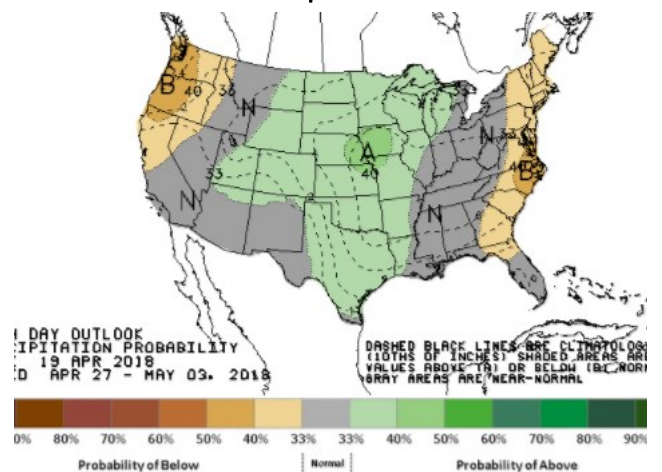 B 40 33 N
N 33
A
40
33
40 B
N
N
DAY OUTLOOK
CIPITATION PROBABILITY
19 APR 2018
D APR 27 - MAY 03, 2018
DASHED BLACK LINES ARE CLIMATOLOG
(10THS OF INCHES) SHADED AREAS AR
VALUES ABOVE (A) OR BELOW (B) NORM
GRAY AREAS ARE NEAR-NORMAL
0% 80% 70% 60% 50% 40% 33% 33% 40% 50% 60% 70% 80% 90%
Probability of Below Normal Probability of Above